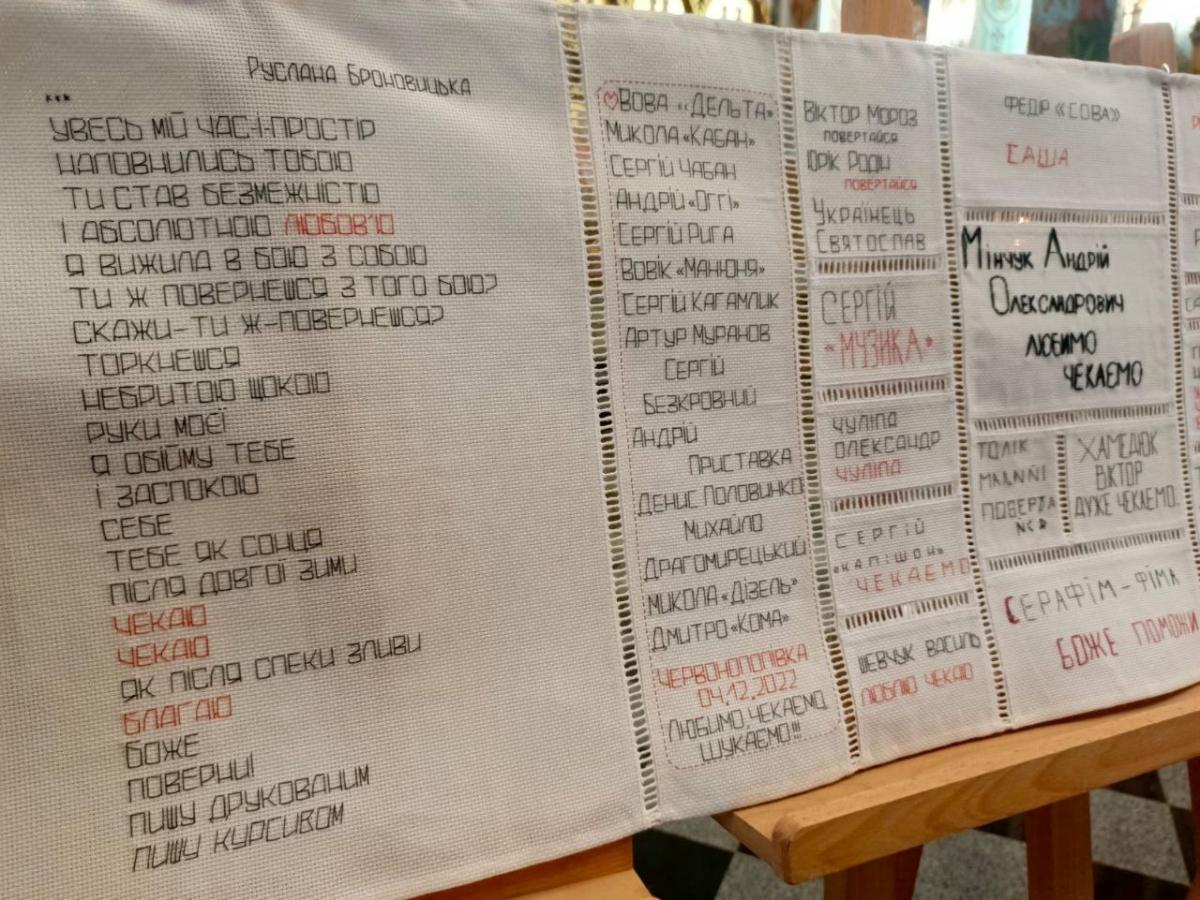 Руслана Броновицька
***
УВЕСЬ МІЙ ЧАС-І-ПРОСТІР
НАПОВНИЛИСЬ ТОБОЮ
ТИ СТАВ БЕЗМЕЖНІСТЮ
І АБСОЛЮТНОЮ ЛЮБОВ'Ю
Я ВИЖИЛА В БОЮ З СОБОЮ
ТИ Ж ПОВЕРНЕШСЯ З ТОГО БОЮ?
СКАЖИ-ТИ Ж-ПОВЕРНЕШСЯ?
ТОРКНЕШСЯ
НЕБРИТОЮ ЩОКОЮ
РУКИ МОЄЇ
Я ОБІЙМУ ТЕБЕ
І ЗАСПОКОЮ
СЕБЕ
ТЕБЕ ЯК СОНЦЯ
ПІСЛЯ ДОВГОЇ ЗИМИ
ЧЕКАЮ
ЧЕКАЮ
ЯК ПІСЛЯ СПЕКИ ЗЛИВИ
БЛАГАЮ
БОЖЕ
ПОВЕРНИ!
ПИШУ ДРУКОВАНИМ
ПИШУ КУРСИВОМ
ВОВА «ДЕЛЬТА»
МИКОЛА «КАБАН»
СЕРГІЙ ЧАБАН
АНДРІЙ «ОГГІ»
СЕРГІЙ РИГА
ВОВІК «МАНЮНЯ»
СЕРГІЙ КАГАМЛИК
АРТУР МУРАНОВ
СЕРГІЙ
БЕЗКРОВНИЙ
АНДРІЙ
ПРИСТАВКА
ДЕНИС ПОЛОВИНКО
МИХАЙЛО
ДРАГОМИРЕЦЬКИЙ
МИКОЛА «ДІЗЕЛЬ»
ДМИТРО «КОМА»
ЧЕРВОНОПОПІВКА
04.12.2022
ЛЮБИМО, ЧЕКАЄМО,
ШУКАЄМО!!!
ВІКТОР МОРОЗ
ПОВЕРТАЙСЯ
ЮРІК РОДИ
ПОВЕРТАЙСЯ
УКРАЇНЕЦЬ
СВЯТОСЛАВ
СЕРГІЙ
«МУЗИКА»
ЧУЛІПА
ОЛЕКСАНДР
ЧУЛІПА
СЕРГІЙ
«КАПІШОН»
ЧЕКАЄМО
ШЕВЧУК ВАСИЛЬ
ЛЮБЛЮ ЧЕКАЮ
ФЕДІР «СОВА»
САША
МІНЧУК АНДРІЙ
ОЛЕКСАНДРОВИЧ
ЛЮБИМО
ЧЕКАЄМО
ТОЛІК
ПОВЕРТА
ХАМЕДЮК
ВІКТОР
ДУЖЕ ЧЕКАЄМО.
СЕРАФІМ-ФІМА
БОЖЕ ПОМОЖИ